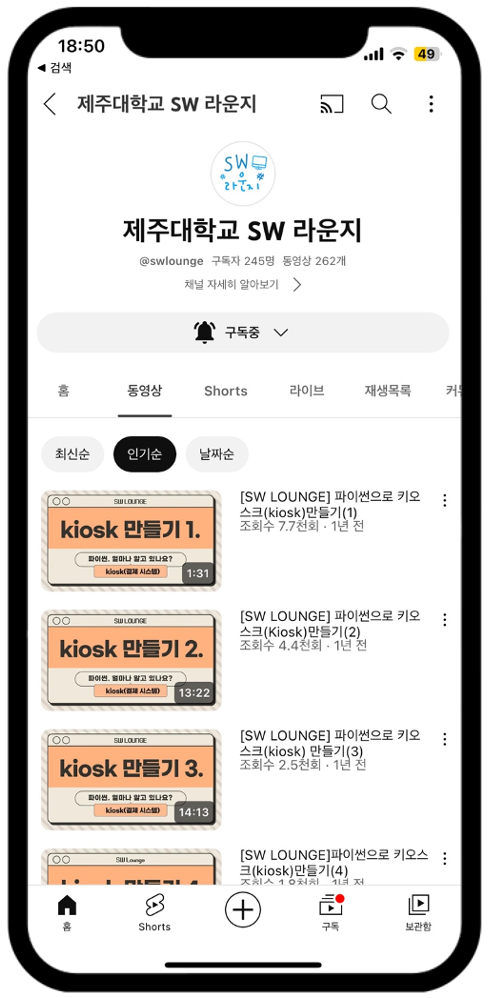 18:50
49
◀ 검색
제주대학교 SW 라운지
SW
라운지
제주대학교 SW 라운지
@swlounge 구독자 245명 동영상 262개
채널 자세히 알아보기
구독중
홈 동영상 Shorts 라이브 재생목록 커뮤
최신순 인기순 날짜순
SW LOUNGE
kiosk 만들기 1.
파이썬, 얼마나 알고 있나요?
kiosk(결제 시스템)
1:31
[SW LOUNGE] 파이썬으로 키오
스크(kiosk)만들기(1)
조회수 7.7천회 · 1년 전
SW LOUNGE
kiosk 만들기 2.
파이썬, 얼마나 알고 있나요?
kiosk(결제 시스템)
13:22
[SW LOUNGE] 파이썬으로 키오
스크(Kiosk)만들기(2)
조회수 4.4천회 · 1년 전
SW LOUNGE
kiosk 만들기 3.
파이썬, 얼마나 알고 있나요?
kiosk(결제 시스템)
14:13
[SW LOUNGE] 파이썬으로 키오
스크(kiosk) 만들기(3)
조회수 2.5천회 · 1년 전
SW Lounge
[SW LOUNGE]파이썬으로 키오스
크(kiosk)만들기(4)
조회수 1.8천회 · 1년 전
홈 Shorts 구독 보관함